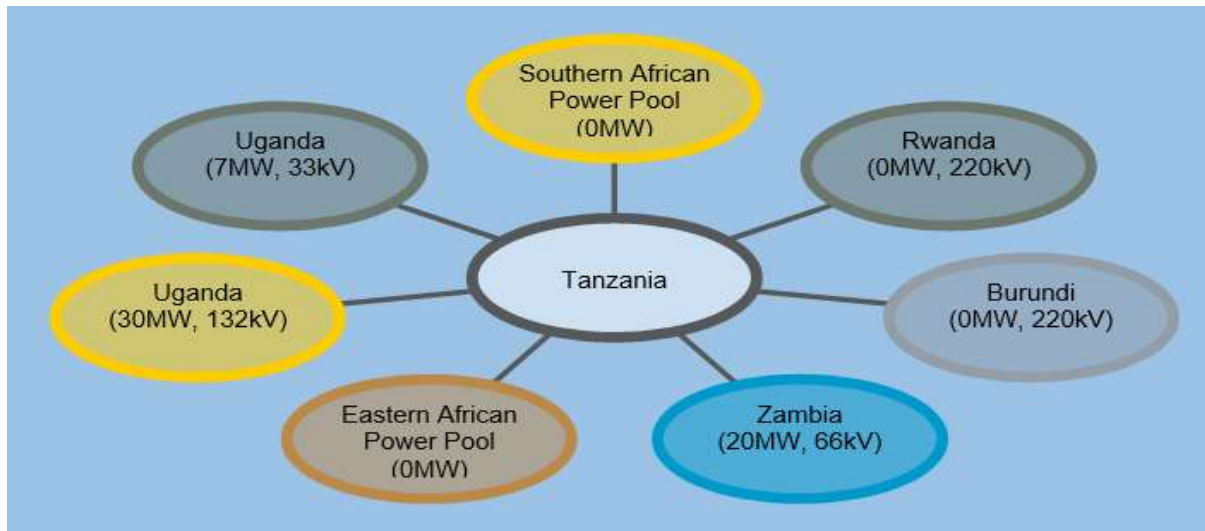 Southern African
Power Pool
(0MW)
Uganda
(7MW, 33kV)
Rwanda
(0MW, 220kV)
Tanzania
Uganda
(30MW, 132kV)
Burundi
(0MW, 220kV)
Eastern African
Power Pool
(0MW)
Zambia
(20MW, 66kV)